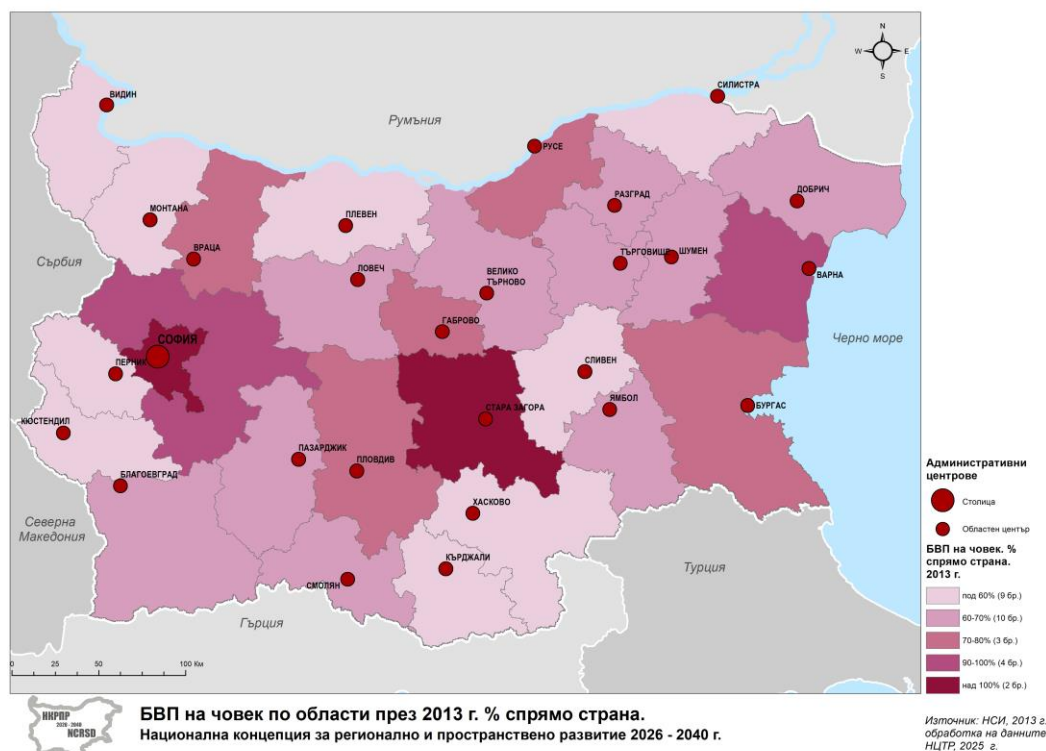 N
W E
S
ВИДИН
СИЛИСТРА
Румъния
РУСЕ
РАЗГРАД
ДОБРИЧ
МОНТАНА
ПЛЕВЕН
ВРАЦА
ТЪРГОВИЩЕ
ШУМЕН
ВАРНА
Сърбия
ЛОВЕЧ
ВЕЛИКО
ТЪРНОВО
ГАБРОВО
Черно море
СОФИЯ
ПЕРНИК
СЛИВЕН
КЮСТЕНДИЛ
СТАРА ЗАГОРА
ЯМБОЛ
БУРГАС
ПАЗАРДЖИК
ПЛОВДИВ
БЛАГОЕВГРАД
ХАСКОВО
Северна
Македония
КЪРДЖАЛИ
Турция
СМОЛЯН
Гърция
0 25 50 100 Км
Административни
центрове
Столица
Областен център
БВП на човек. %
спрямо страна.
2013 г.
под 60% (9 бр.)
60-70% (10 бр.)
70-80% (3 бр.)
90-100% (4 бр.)
над 100% (2 бр.)
НКРПР
2026 - 2040
NCRSD
БВП на човек по области през 2013 г. % спрямо страна.
Национална концепция за регионално и пространствено развитие 2026 - 2040 г.
Източник: НСИ, 2013 г.
обработка на данните
НЦТР, 2025 г.